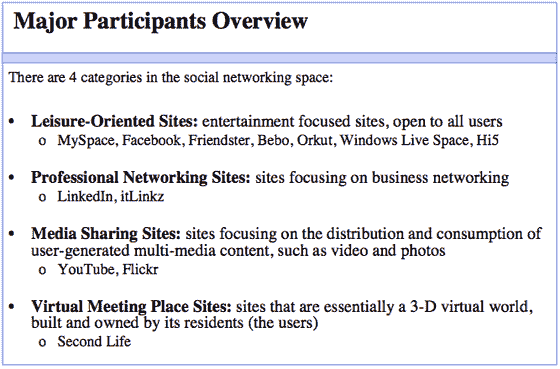 Major Participants Overview
There are 4 categories in the social networking space:
• Leisure-Oriented Sites: entertainment focused sites, open to all users
o MySpace, Facebook, Friendster, Bebo, Orkut, Windows Live Space, Hi5
• Professional Networking Sites: sites focusing on business networking
o LinkedIn, itLinkz
• Media Sharing Sites: sites focusing on the distribution and consumption of
user-generated multi-media content, such as video and photos
o YouTube, Flickr
• Virtual Meeting Place Sites: sites that are essentially a 3-D virtual world,
built and owned by its residents (the users)
o Second Life